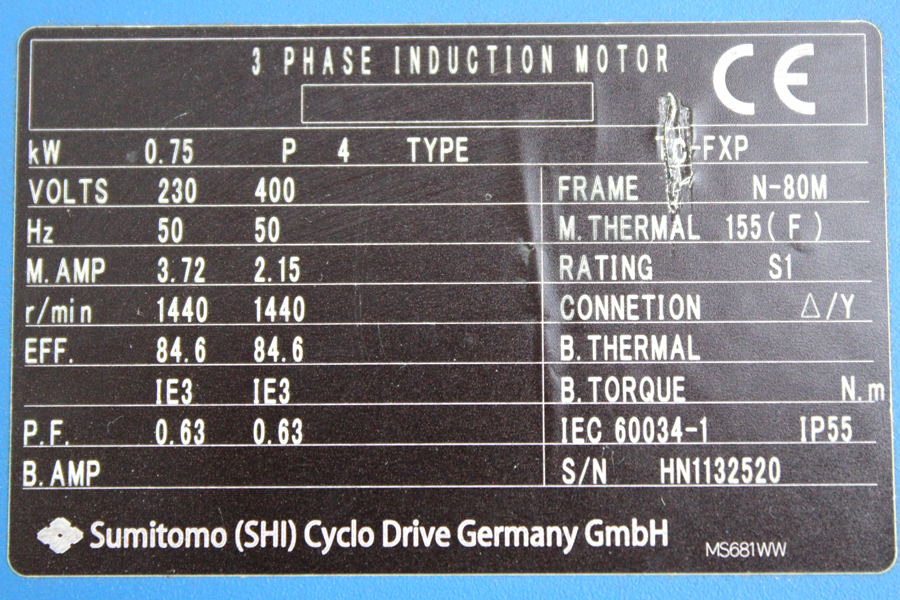 3 PHASE INDUCTION MOTOR
CE
kW 0.75 P 4 TYPE C-FXP
VOLTS 230 400
FRAME N-80M
Hz 50 50
M.THERMAL 155(F)
M.AMP 3.72 2.15
RATING S1
r/min 1440 1440
CONNETION △/Y
EFF. 84.6 84.6
B.THERMAL
IE3 IE3
B.TORQUE N.m
P.F. 0.63 0.63
IEC 60034-1 IP55
B.AMP
S/N HN1132520
Sumitomo (SHI) Cyclo Drive Germany GmbH
MS681WW